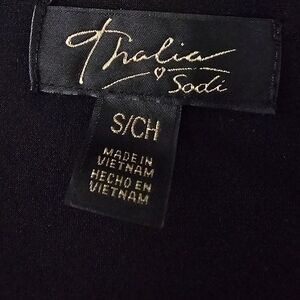 Thalia
Sodi
S/CH
MADE IN
VIETNAM
HECHO EN
VIETNAM